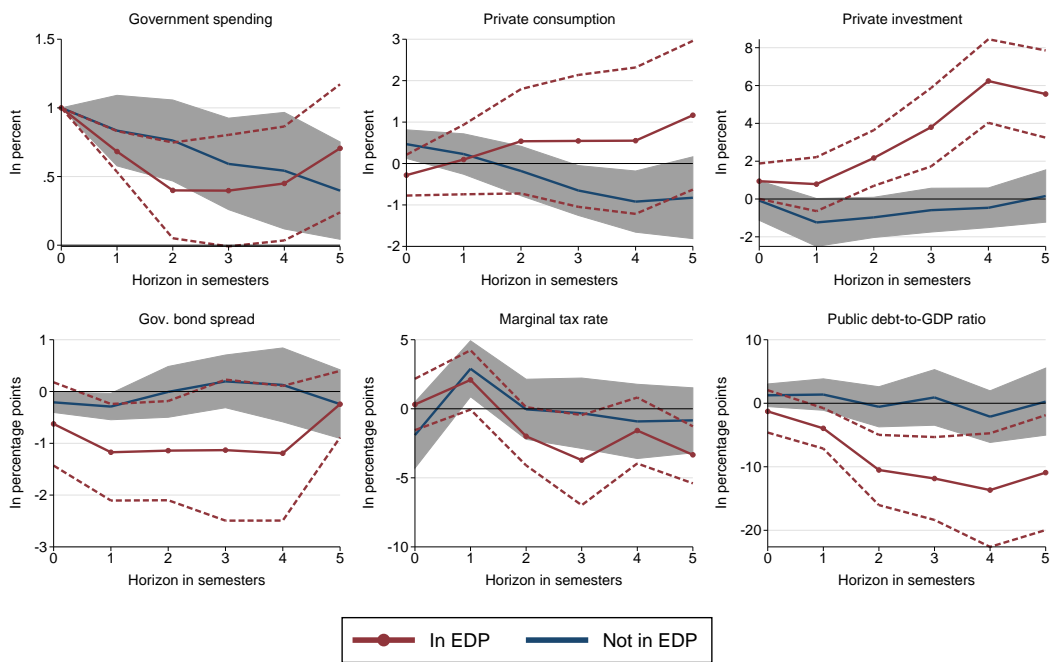 Government spending
In percent
1.5
1
.5
0
0 1 2 3 4 5
Horizon in semesters
Private consumption
In percent
3
2
1
0
-1
-2
0 1 2 3 4 5
Horizon in semesters
Private investment
In percent
8
6
4
2
0
-2
0 1 2 3 4 5
Horizon in semesters
Gov. bond spread
In percentage points
1
0
-1
-2
-3
0 1 2 3 4 5
Horizon in semesters
Marginal tax rate
In percentage points
5
0
-5
-10
0 1 2 3 4 5
Horizon in semesters
Public debt-to-GDP ratio
In percentage points
10
0
-10
-20
0 1 2 3 4 5
Horizon in semesters
In EDP Not in EDP